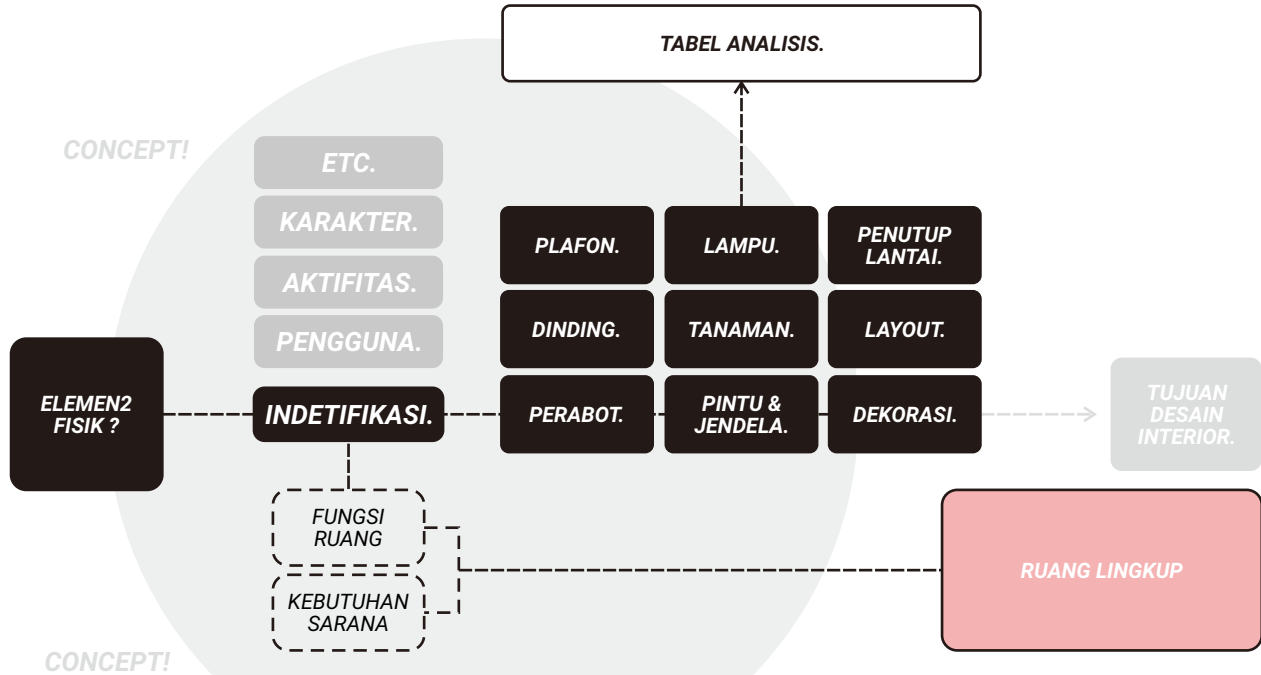 TABEL ANALISIS.
CONCEPT!
ETC.
KARAKTER.
AKTIFITAS.
PENGGUNA.
PLAFON.
LAMPU.
PENUTUP
LANTAI.
DINDING.
TANAMAN.
LAYOUT.
ELEMEN2
FISIK ?
INDETIFIKASI.
PERABOT.
PINTU &
JENDELA.
DEKORASI.
TUJUAN
DESAIN
INTERIOR.
FUNGSI
RUANG
KEBUTUHAN
SARANA
RUANG LINGKUP
CONCEPT!